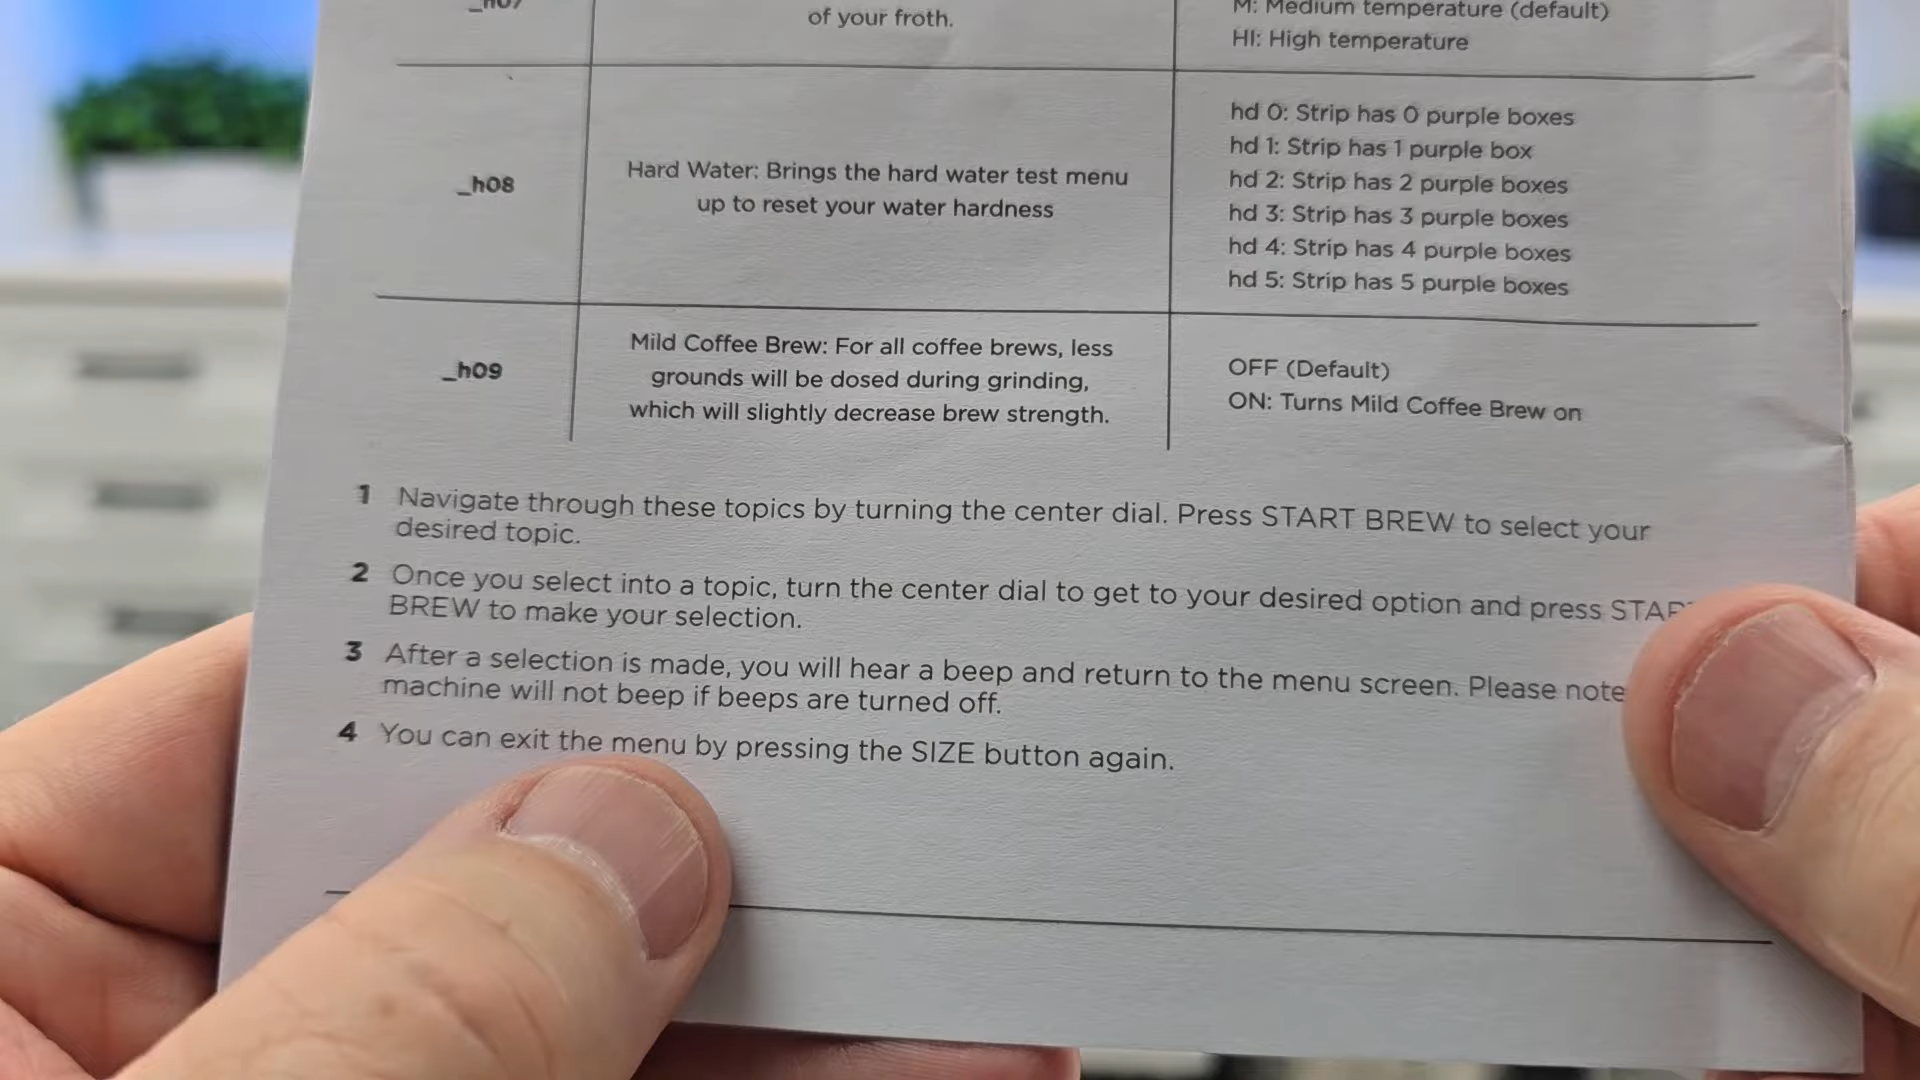 _h07
of your froth.
M: Medium temperature (default)
HI: High temperature
_h08
Hard Water: Brings the hard water test menu
up to reset your water hardness
hd 0: Strip has 0 purple boxes
hd 1: Strip has 1 purple box
hd 2: Strip has 2 purple boxes
hd 3: Strip has 3 purple boxes
hd 4: Strip has 4 purple boxes
hd 5: Strip has 5 purple boxes
_h09
Mild Coffee Brew: For all coffee brews, less
grounds will be dosed during grinding,
which will slightly decrease brew strength.
OFF (Default)
ON: Turns Mild Coffee Brew on
1 Navigate through these topics by turning the center dial. Press START BREW to select your
desired topic.
2 Once you select into a topic, turn the center dial to get to your desired option and press
BREW to make your selection.
3 After a selection is made, you will hear a beep and return to the menu screen. Please note
machine will not beep if beeps are turned off.
4 You can exit the menu by pressing the SIZE button again.